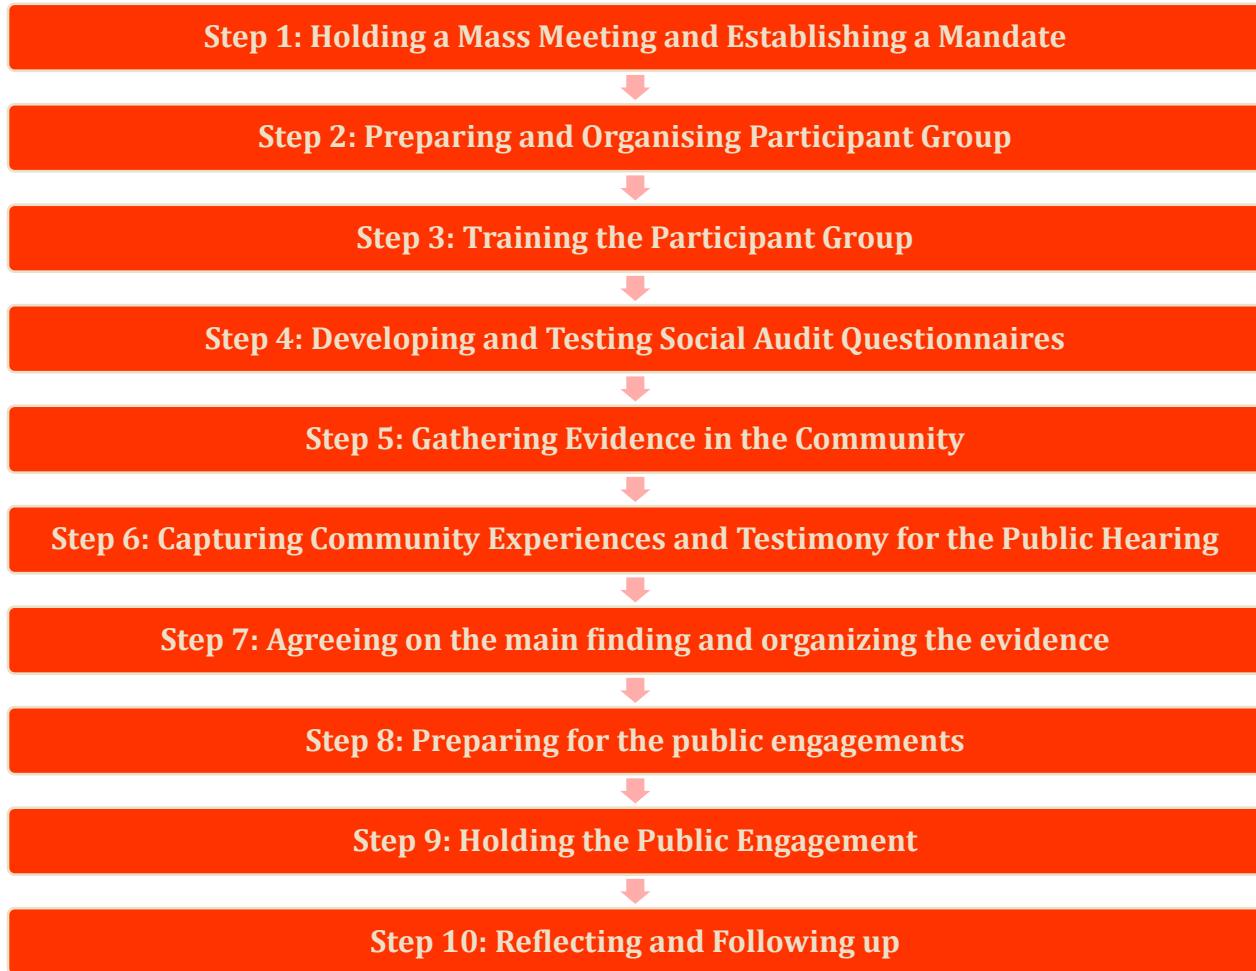 Step 1: Holding a Mass Meeting and Establishing a Mandate
Step 2: Preparing and Organising Participant Group
Step 3: Training the Participant Group
Step 4: Developing and Testing Social Audit Questionnaires
Step 5: Gathering Evidence in the Community
Step 6: Capturing Community Experiences and Testimony for the Public Hearing
Step 7: Agreeing on the main finding and organizing the evidence
Step 8: Preparing for the public engagements
Step 9: Holding the Public Engagement
Step 10: Reflecting and Following up